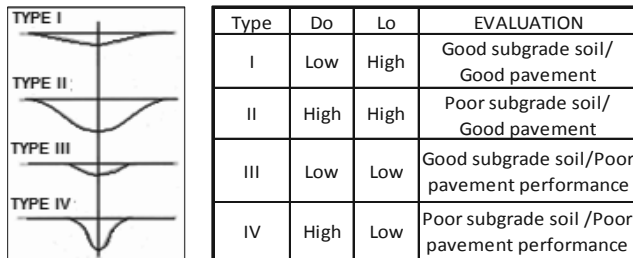 TYPE I
TYPE II
TYPE III
TYPE IV
Type Do Lo EVALUATION
I Low High Good subgrade soil/
Good pavement
II High High Poor subgrade soil/
Good pavement
III Low Low Good subgrade soil/Poor
pavement performance
IV High Low Poor subgrade soil /Poor
pavement performance